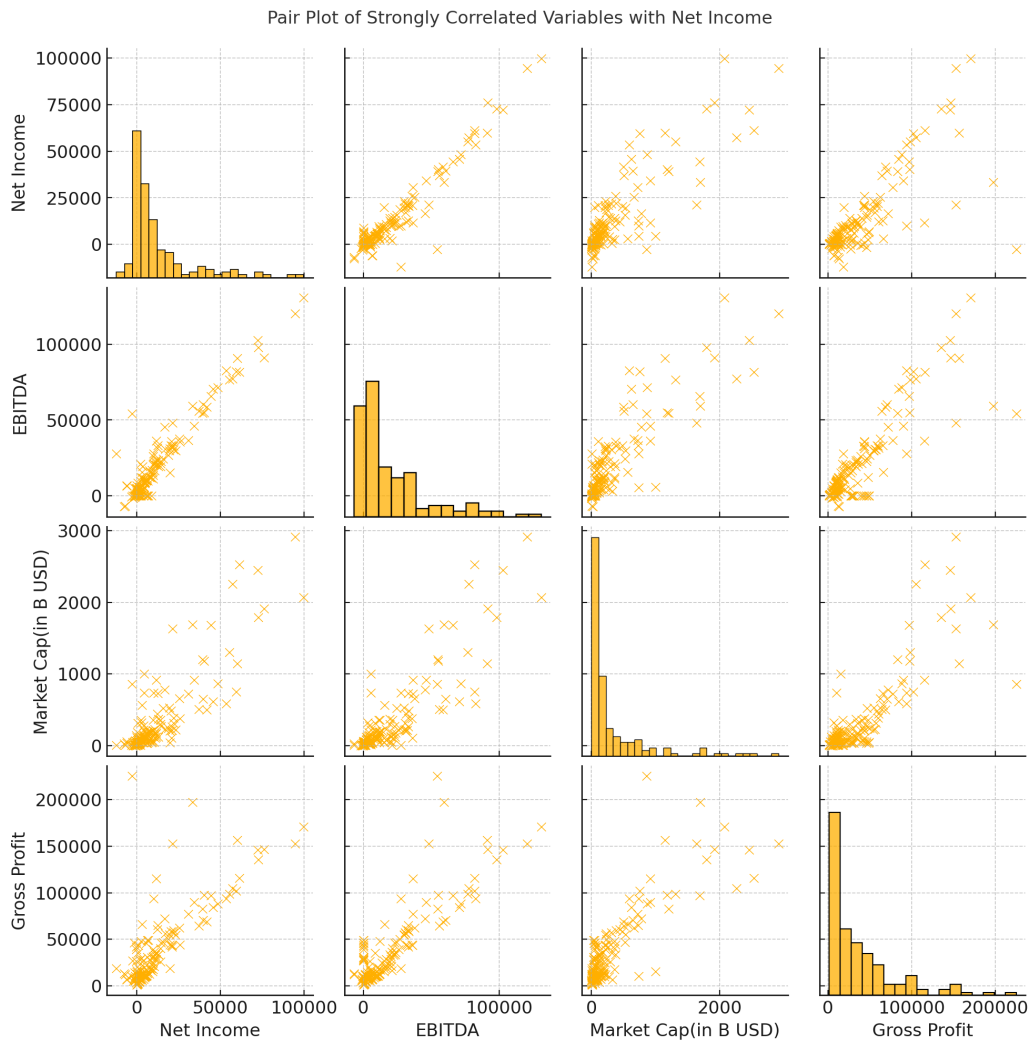 Pair Plot of Strongly Correlated Variables with Net Income
100000
75000
50000
25000
0
Net Income
100000
50000
0
EBITDA
3000
2000
1000
0
Market Cap(in B USD)
200000
150000
100000
50000
0
Gross Profit
0 50000 100000
Net Income
0 100000
EBITDA
0 2000
Market Cap(in B USD)
0 100000 200000
Gross Profit